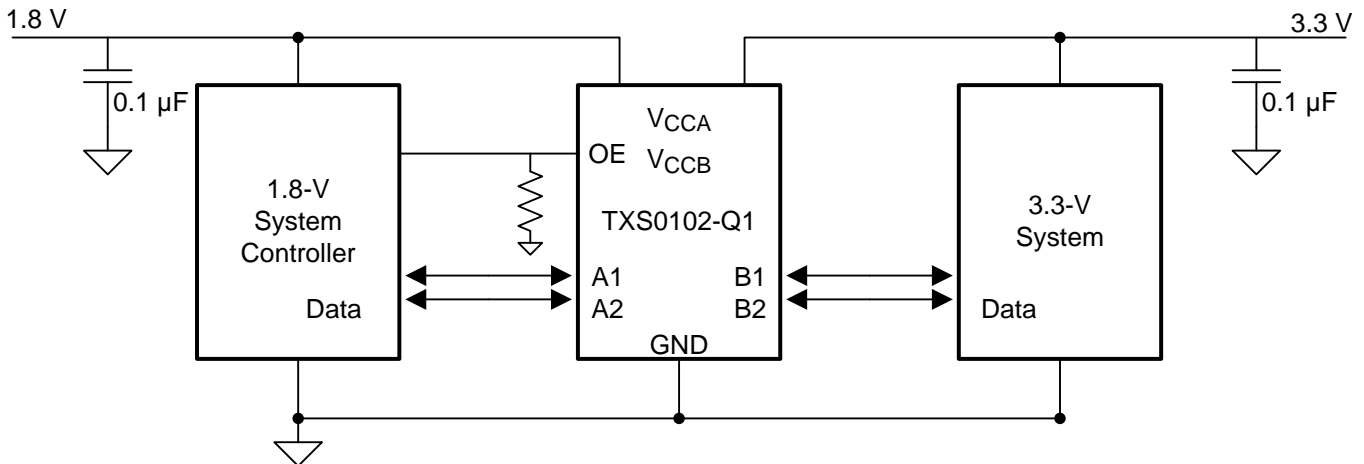 1.8 V
3.3 V
0.1 µF
0.1 µF
VCCA
OE
VCCB
1.8-V
System
Controller
TXS0102-Q1
3.3-V
System
A1
B1
Data
A2
B2
Data
GND